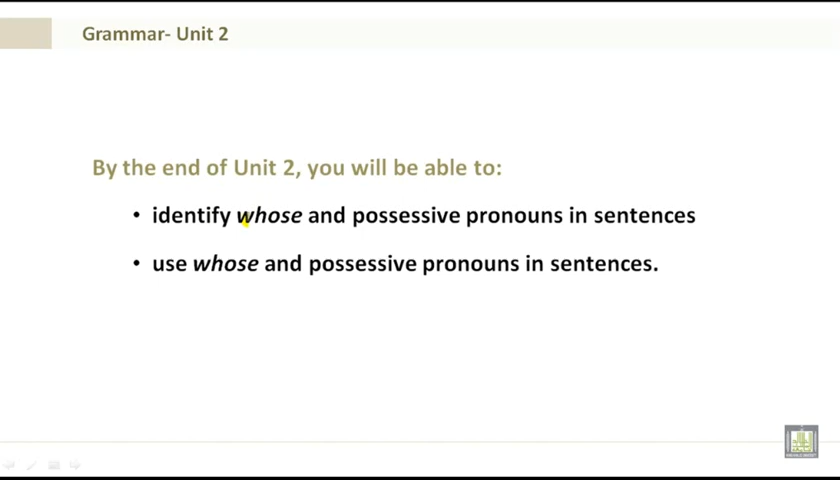 Grammar- Unit 2
By the end of Unit 2, you will be able to:
• identify whose and possessive pronouns in sentences
• use whose and possessive pronouns in sentences.